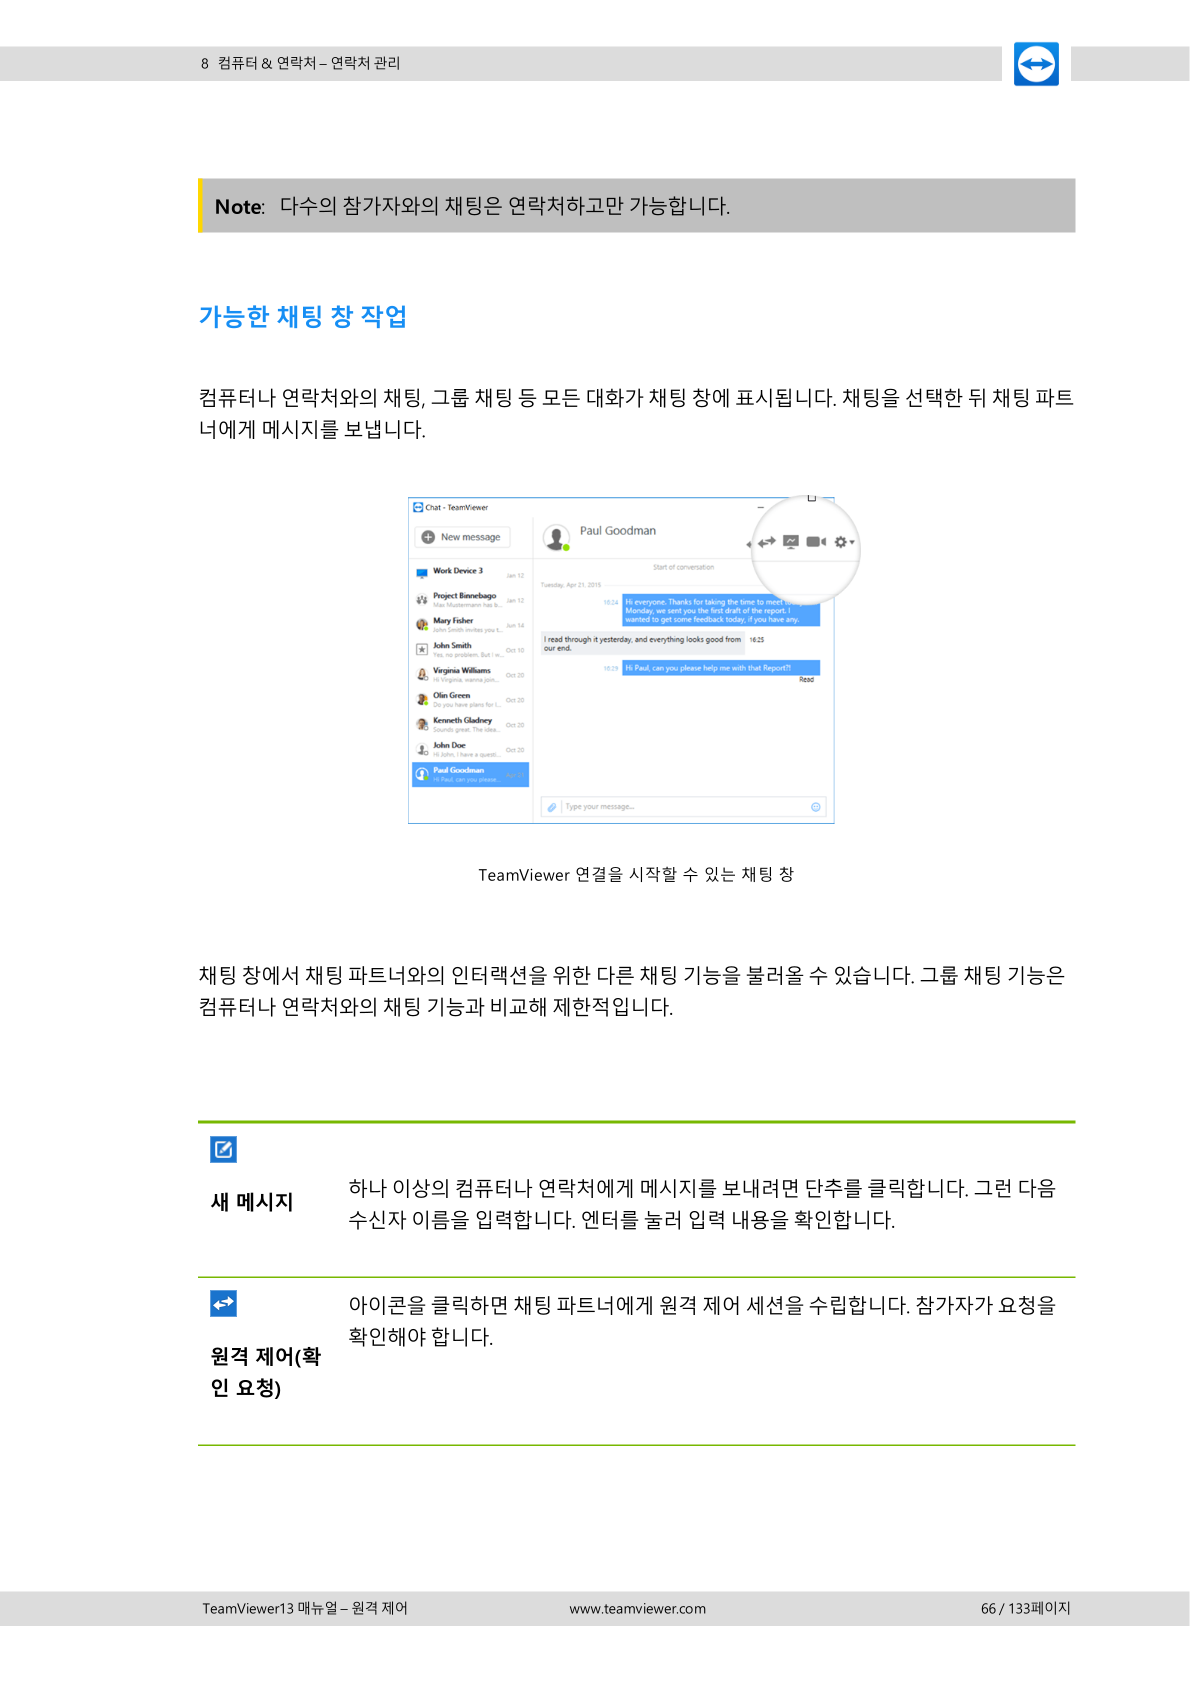 8 컴퓨터 & 연락처 – 연락처 관리
Note: 다수의 참가자와의 채팅은 연락처하고만 가능합니다.
가능한 채팅 창 작업
컴퓨터나 연락처와의 채팅, 그룹 채팅 등 모든 대화가 채팅 창에 표시됩니다. 채팅을 선택한 뒤 채팅 파트
너에게 메시지를 보냅니다.
Chat - TeamViewer
New message
Work Device 3
Jan 12
Project Binnebago
Max Mustermann has b...
Jan 12
Mary Fisher
John Smith invites you t...
Jun 14
John Smith
Yes, no problem. But I w...
Oct 10
Virginia Williams
Hi Virginia, wanna join...
Oct 20
Olin Green
Do you have plans for l...
Oct 20
Kenneth Gladney
Sounds great. The idea...
Oct 20
John Doe
Hi John, I have a questi...
Oct 20
Paul Goodman
Hi Paul, can you please...
Apr 21
Paul Goodman
Start of conversation
Tuesday, Apr 21, 2015
16:24
Hi everyone. Thanks for taking the time to meet
Monday, we sent you the first draft of the report. I
wanted to get some feedback today, if you have any.
I read through it yesterday, and everything looks good from
our end.
16:25
16:29
Hi Paul, can you please help me with that Report?!
Read
Type your message...
TeamViewer 연결을 시작할 수 있는 채팅 창
채팅 창에서 채팅 파트너와의 인터랙션을 위한 다른 채팅 기능을 불러올 수 있습니다. 그룹 채팅 기능은
컴퓨터나 연락처와의 채팅 기능과 비교해 제한적입니다.
새 메시지
하나 이상의 컴퓨터나 연락처에게 메시지를 보내려면 단추를 클릭합니다. 그런 다음
수신자 이름을 입력합니다. 엔터를 눌러 입력 내용을 확인합니다.
원격 제어(확
인 요청)
아이콘을 클릭하면 채팅 파트너에게 원격 제어 세션을 수립합니다. 참가자가 요청을
확인해야 합니다.
TeamViewer13 매뉴얼 – 원격 제어
www.teamviewer.com
66 / 133페이지